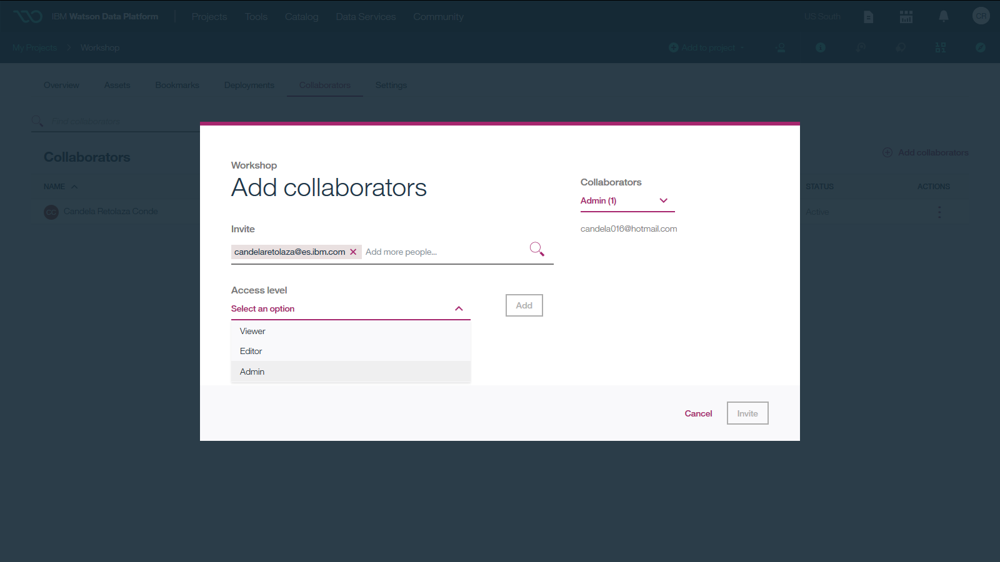 IBM Watson Data Platform
Projects
Tools
Catalog
Data Services
Community
US South
CR
My Projects > Workshop
Add to project
Overview
Assets
Bookmarks
Deployments
Collaborators
Settings
Find collaborators
Collaborators
Add collaborators
NAME
STATUS
ACTIONS
CC
Candela Retolaza Conde
Active
Workshop
Add collaborators
Invite
candelaretolaza@es.ibm.com
Add more people...
Access level
Select an option
Viewer
Editor
Admin
Add
Collaborators
Admin (1)
candela016@hotmail.com
Cancel
Invite